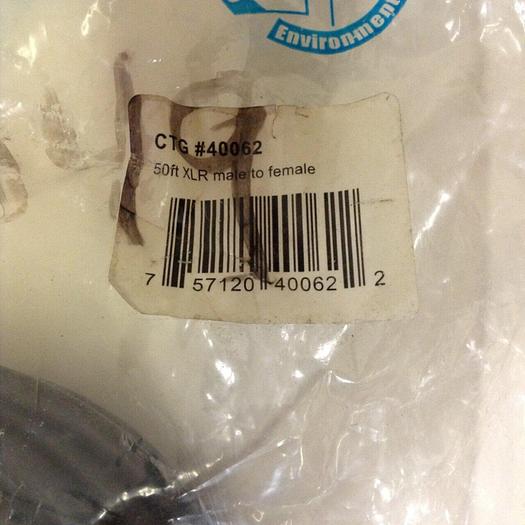 Environment
CTG #40062
50ft XLR male to female
7 57120 40062 2